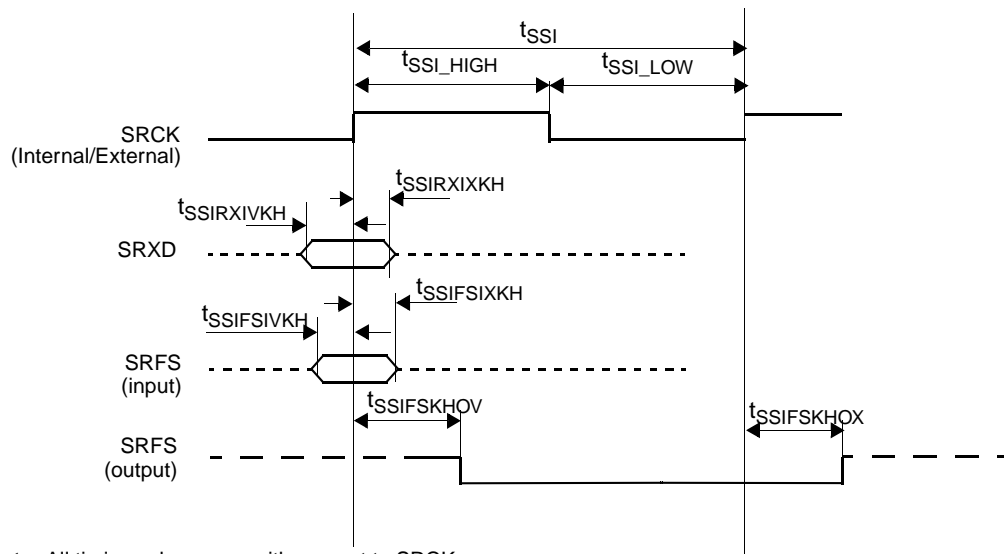 tSSI
tSSI_HIGH
tSSI_LOW
SRCK
(Internal/External)
tSSIRXIXKH
tSSIRXIVKH
SRXD
tSSIFSIXKH
tSSIFSIVKH
SRFS
(input)
tSSIFSKHOV
tSSIFSKHOX
SRFS
(output)